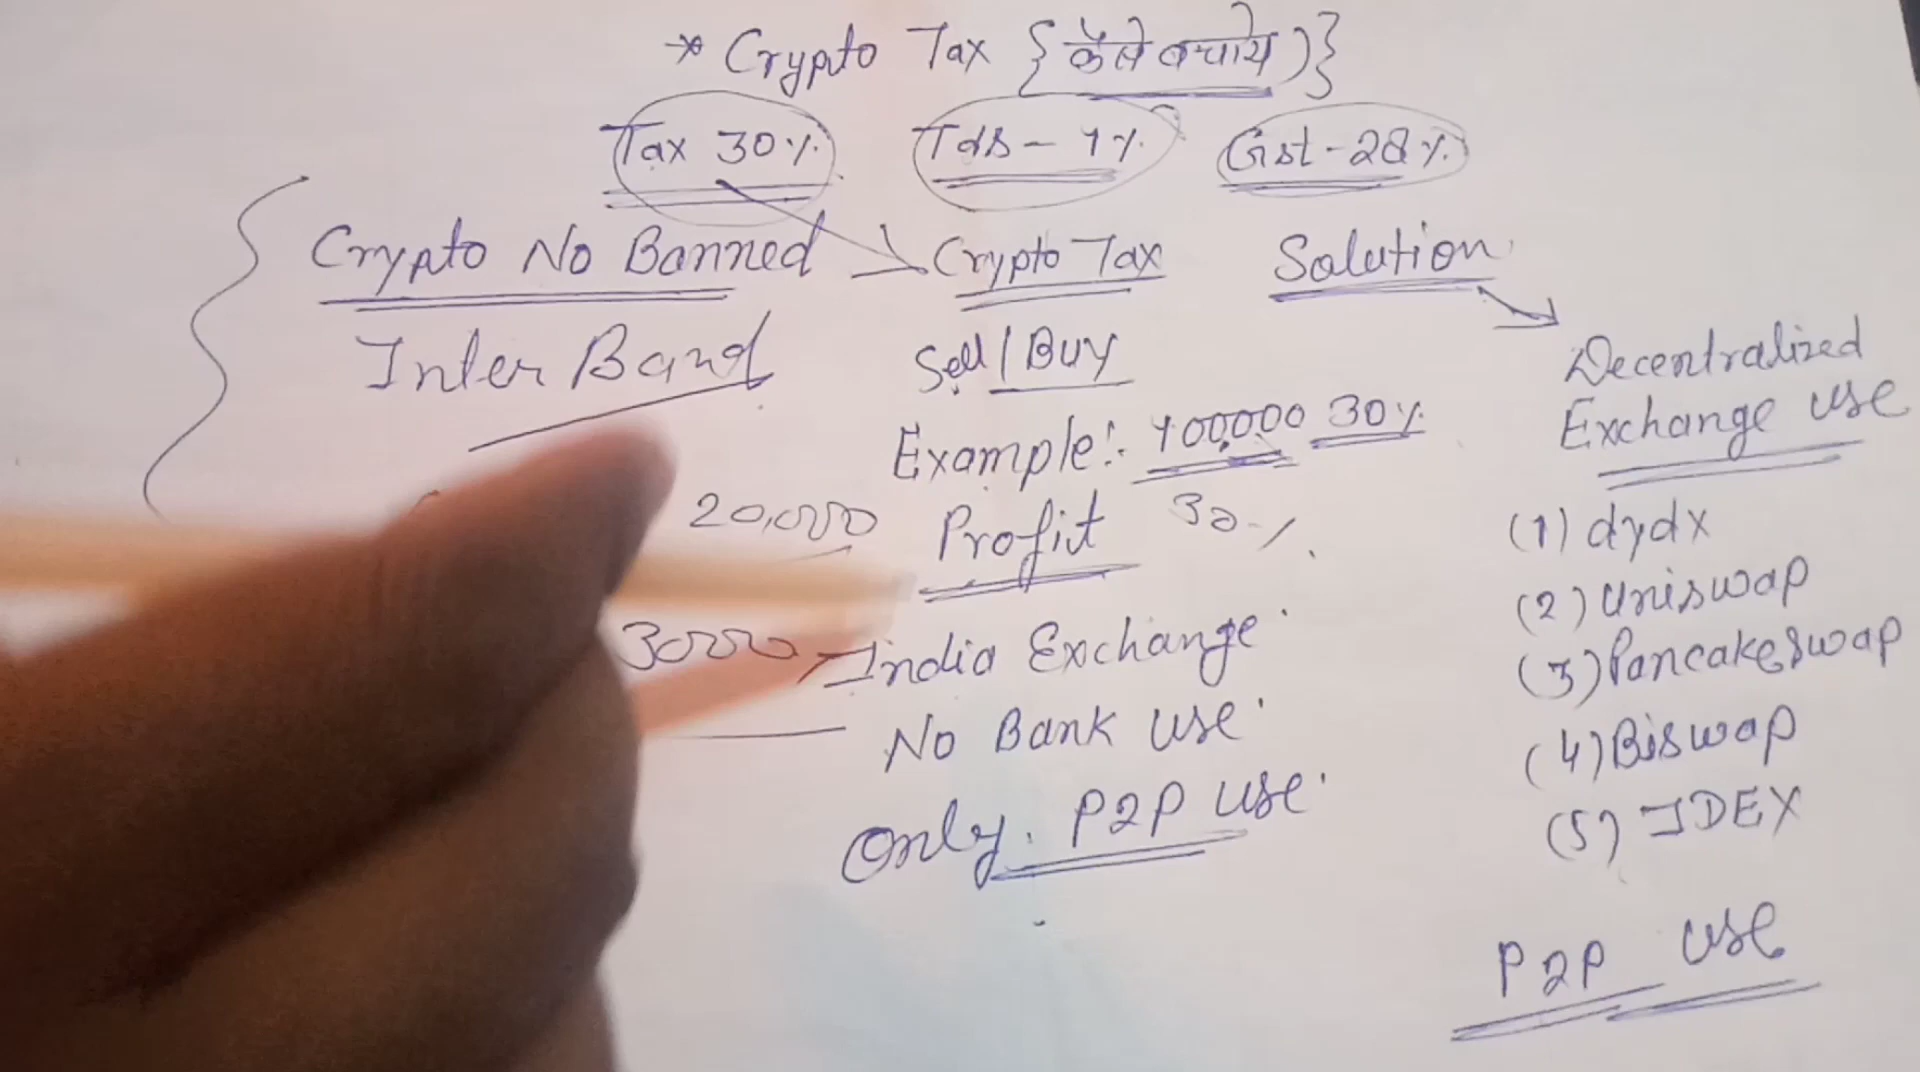 * Crypto Tax {कैसे बचाये)}
Tax 30% Tds - 1% Gst - 28%
Crypto No Banned
Inter Band
Crypto Tax
Sell / Buy
Example:- 100,000 30%
20,000 Profit 30%
30000 India Exchange
No Bank use
Only. P2P use.
Solution
Decentralized
Exchange use
(1) dydx
(2) Uniswap
(3) Pancakeswap
(4) Biswap
(5) IDEX
P2P use